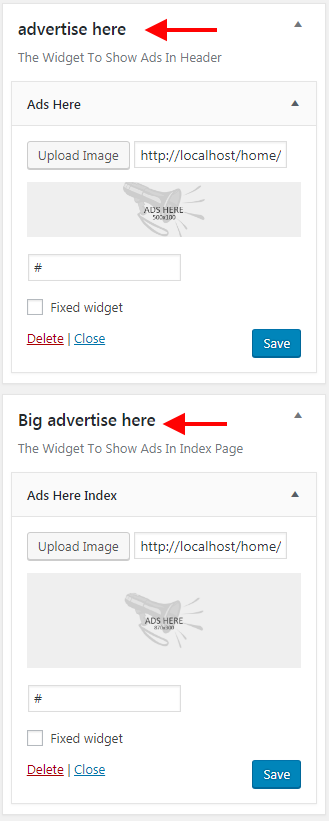 advertise here
The Widget To Show Ads In Header
Ads Here
Upload Image http://localhost/home/
ADS HERE
500x100
#
Fixed widget
Delete | Close Save
Big advertise here
The Widget To Show Ads In Index Page
Ads Here Index
Upload Image http://localhost/home/
ADS HERE
#
Fixed widget
Delete | Close Save